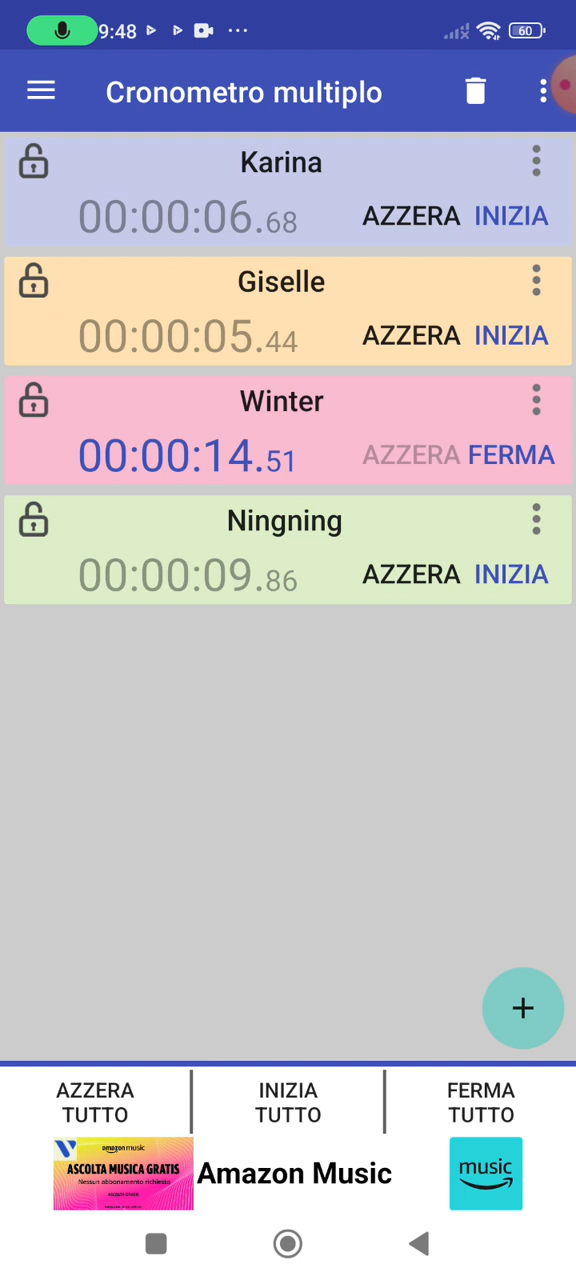 9:48
60
Cronometro multiplo
Karina
00:00:06.68 AZZERA INIZIA
Giselle
00:00:05.44 AZZERA INIZIA
Winter
00:00:14.51 AZZERA FERMA
Ningning
00:00:09.86 AZZERA INIZIA
+
AZZERA TUTTO
INIZIA TUTTO
FERMA TUTTO
amazon music
ASCOLTA MUSICA GRATIS
Nessun abbonamento richiesto
Amazon Music
music